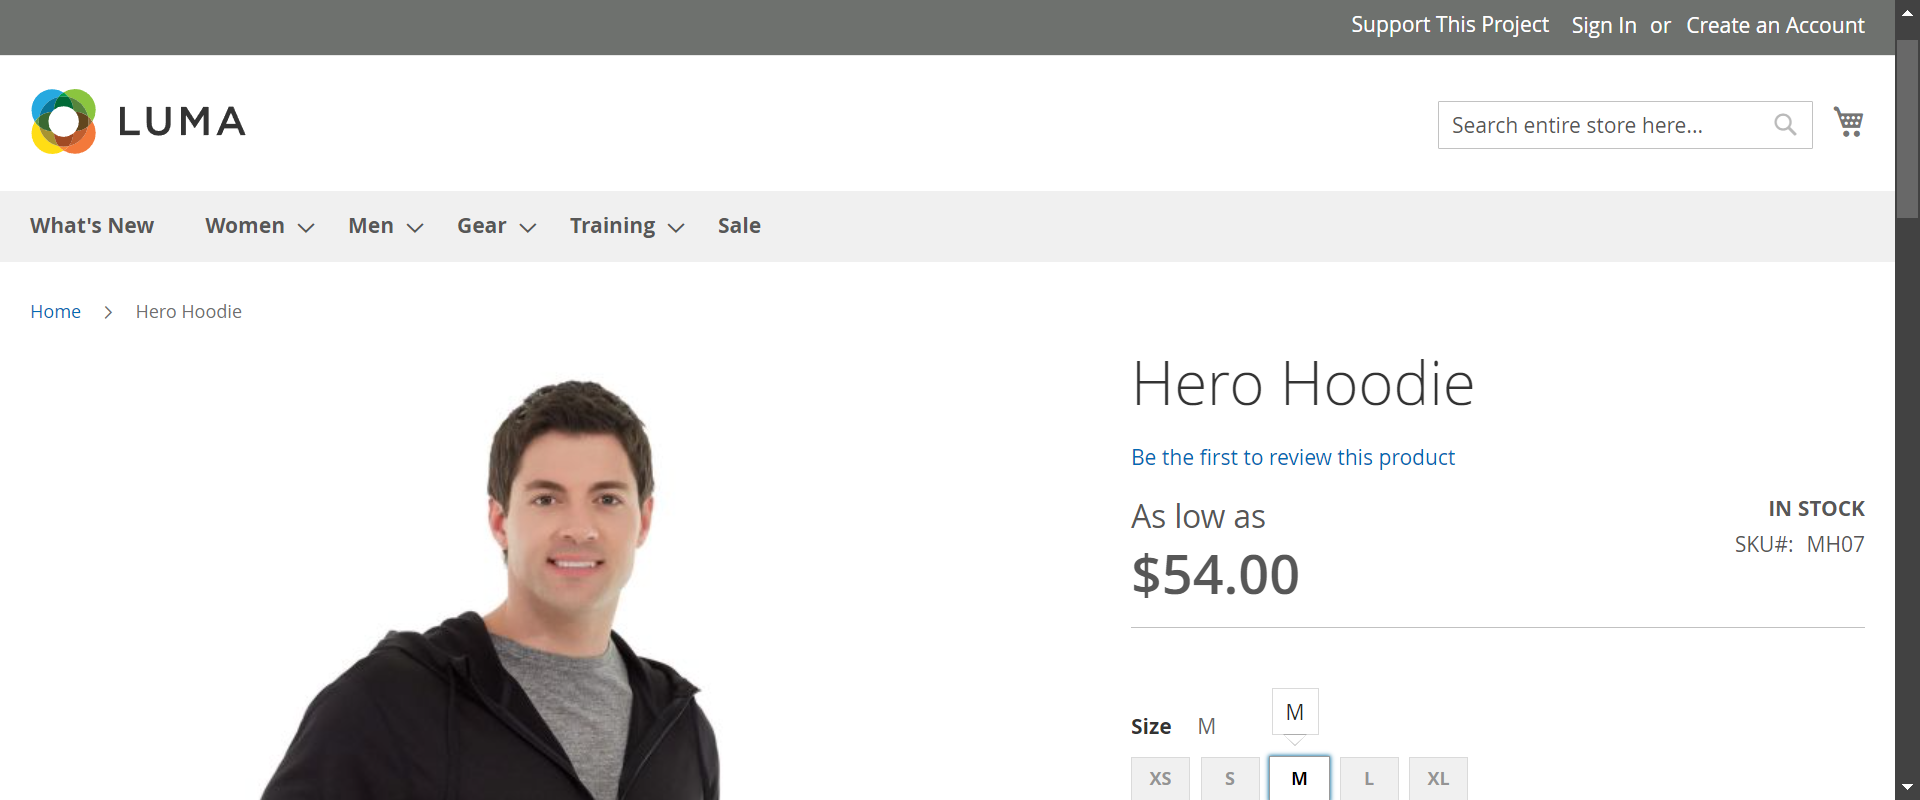 Support This Project Sign In or Create an Account
LUMA
Search entire store here...
What's New Women Men Gear Training Sale
Home Hero Hoodie
Hero Hoodie
Be the first to review this product
As low as
$54.00
IN STOCK
SKU#: MH07
M
Size M
XS S M L XL